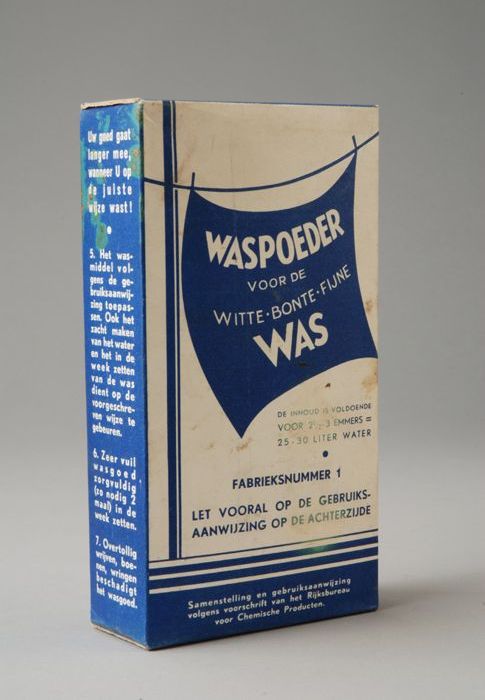 Uw goed gaat
langer mee,
wanneer U op
de juiste
wijze wast!
5. Het was-
middel vol-
gens de ge-
bruiksaanwij-
zing toepas-
sen. Ook het
zacht maken
van het water
en het in de
week zetten
van de was
dient op de
voorgeschre-
ven wijze te
gebeuren.
6. Zeer vuil
wasgoed
zorgvuldig
(zo nodig 2
maal) in de
week zetten.
7. Overtollig
wrijven, boe-
nen, wringen
beschadigt
het wasgoed.
WASPOEDER
VOOR DE
WITTE·BONTE·FIJNE
WAS
DE INHOUD IS VOLDOENDE
VOOR 2½-3 EMMERS =
25-30 LITER WATER
FABRIEKSNUMMER 1
LET VOORAL OP DE GEBRUIKS-
AANWIJZING OP DE ACHTERZIJDE
Samenstelling en gebruiksaanwijzing
volgens voorschrift van het Rijksbureau
voor Chemische Producten.